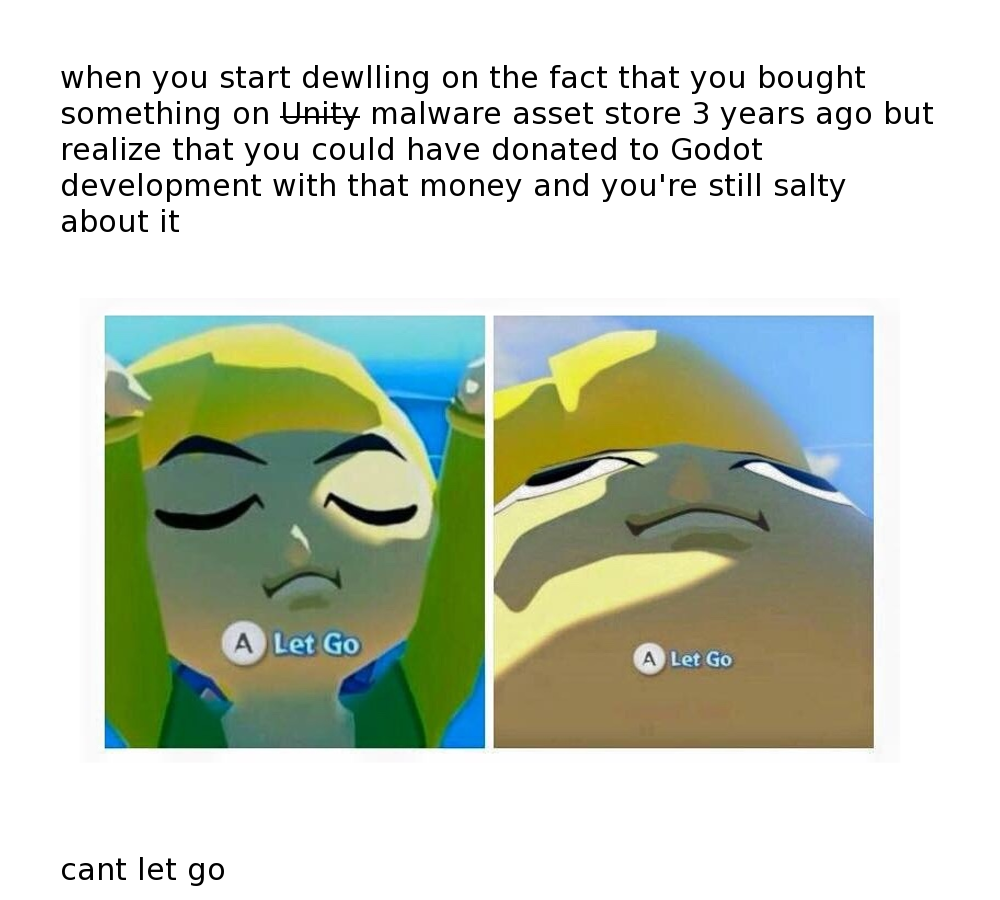 when you start dewlling on the fact that you bought
something on Unity malware asset store 3 years ago but
realize that you could have donated to Godot
development with that money and you're still salty
about it
A Let Go
A Let Go
cant let go